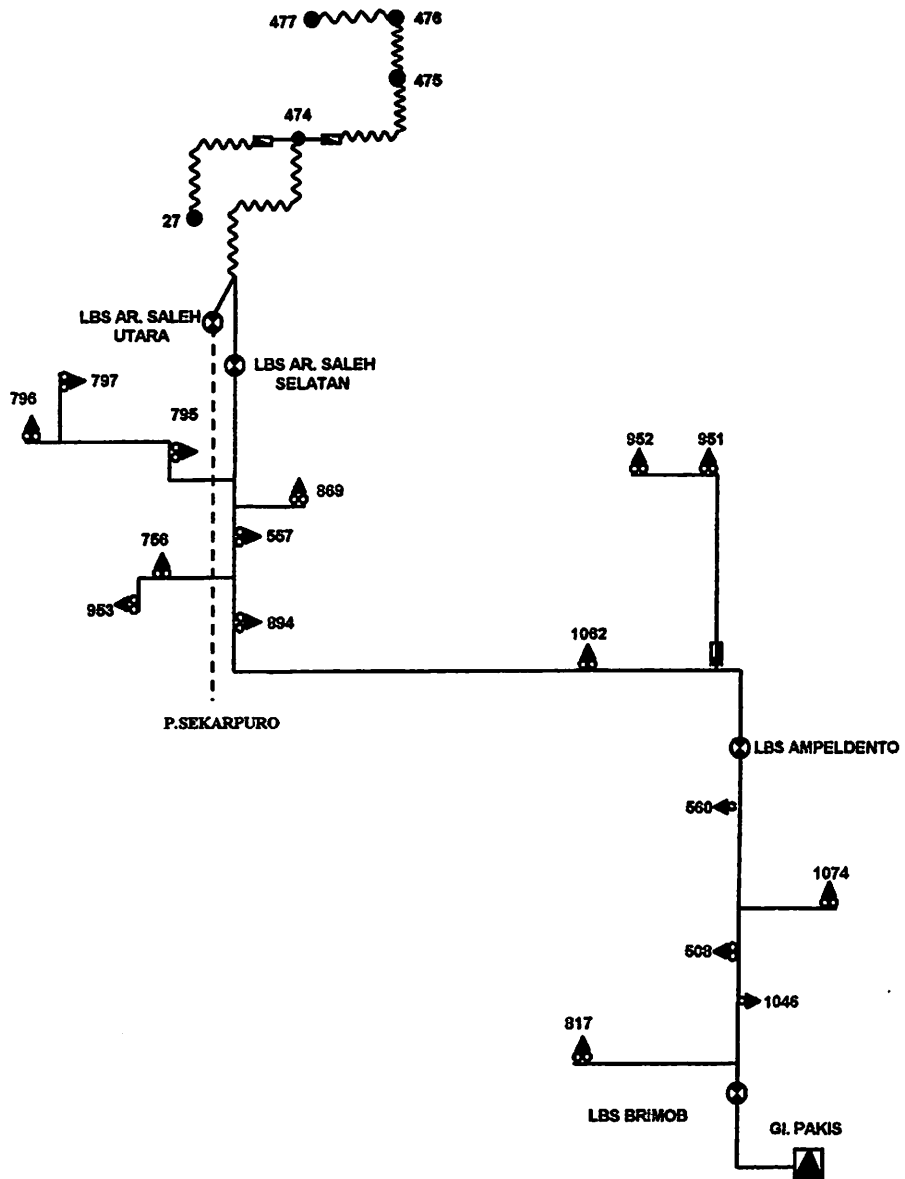 477
476
475
474
27
LBS AR. SALEH
UTARA
LBS AR. SALEH
SELATAN
797
796
795
952
951
869
567
756
953
894
1062
P.SEKARPURO
LBS AMPELDENTO
560
1074
508
1046
817
LBS BRIMOB
GI. PAKIS